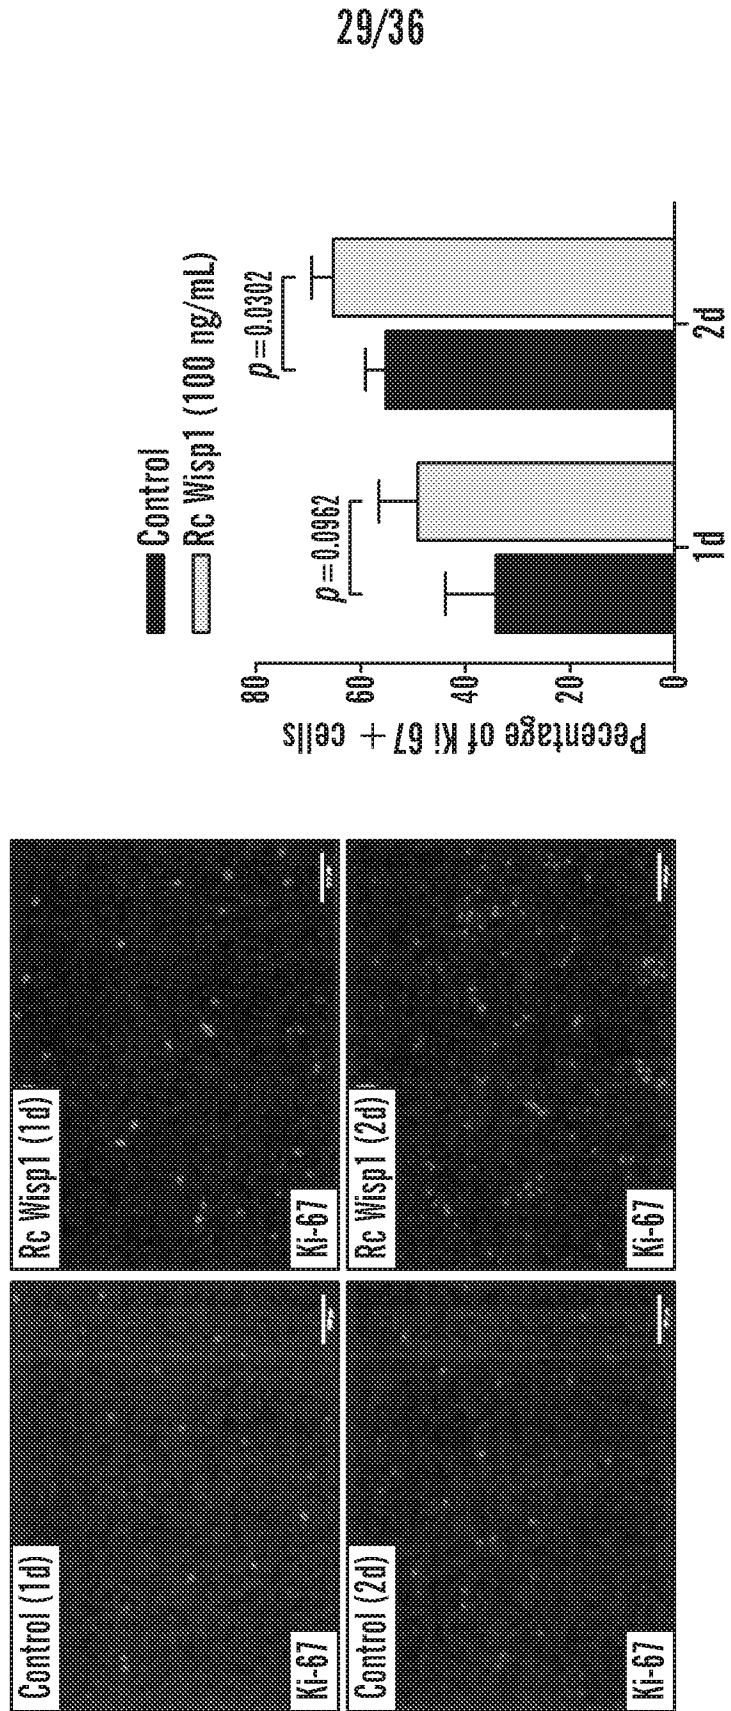 29/36
Control (1d)
Ki-67
Rc Wisp1 (1d)
Ki-67
Control (2d)
Ki-67
Rc Wisp1 (2d)
Ki-67
Control
Rc Wisp1 (100 ng/mL)
Pecentage of Ki 67 + cells
80
60
40
20
0
p=0.0962
p=0.0302
1d
2d